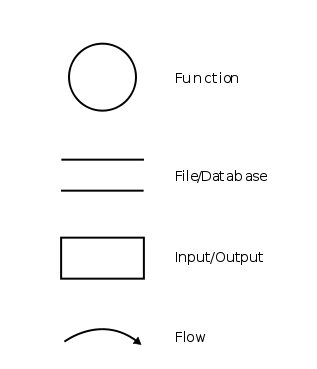 Function
File/Database
Input/Output
Flow